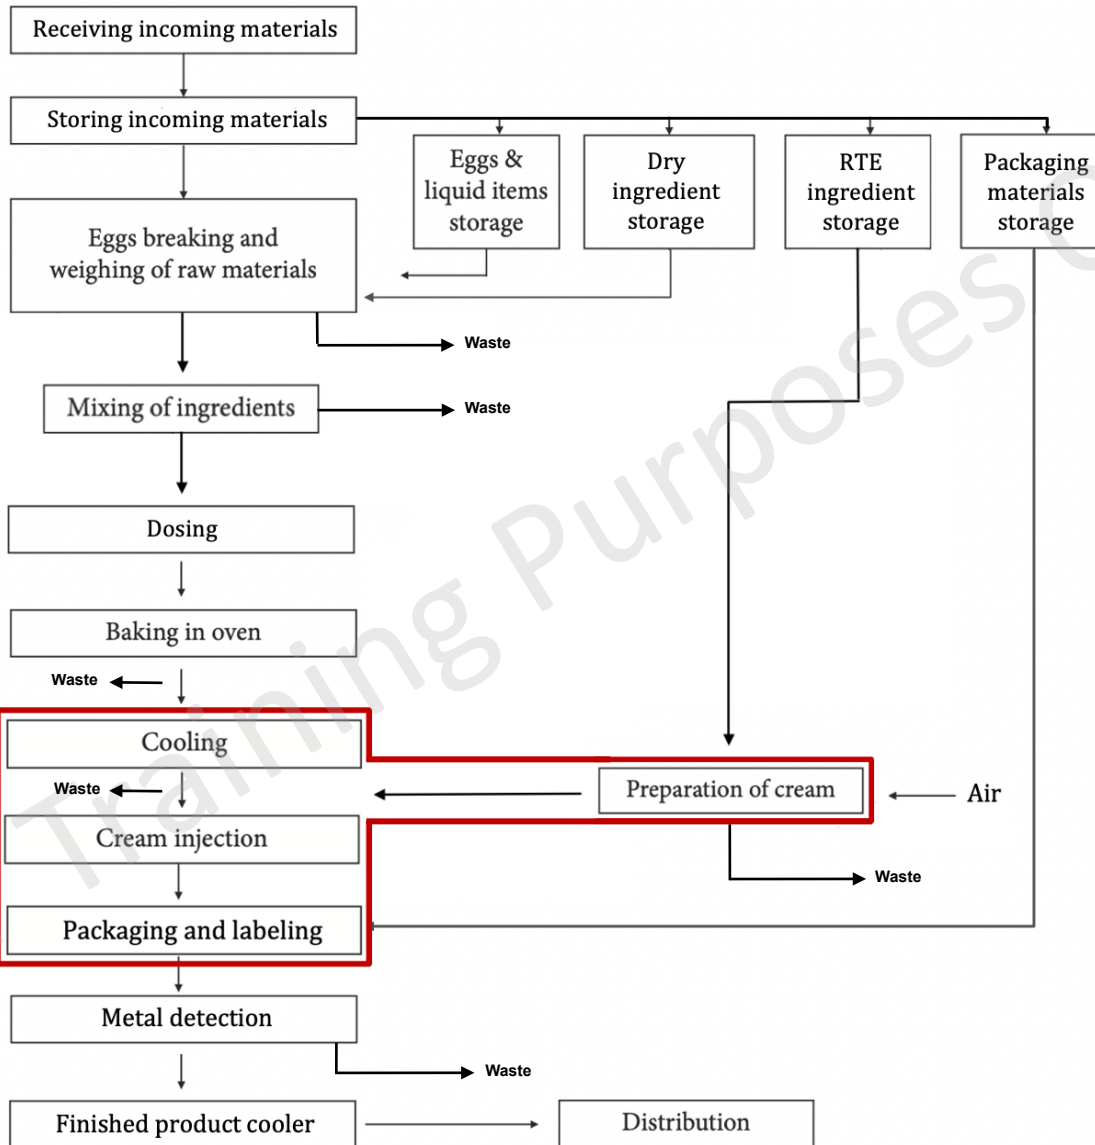 Receiving incoming materials
Storing incoming materials
Eggs &
liquid items
storage
Dry
ingredient
storage
RTE
ingredient
storage
Packaging
materials
storage
Eggs breaking and
weighing of raw materials
Waste
Mixing of ingredients
Waste
Dosing
Baking in oven
Waste
Cooling
Waste
Preparation of cream
Air
Cream injection
Waste
Packaging and labeling
Metal detection
Waste
Finished product cooler
Distribution
Training Purposes